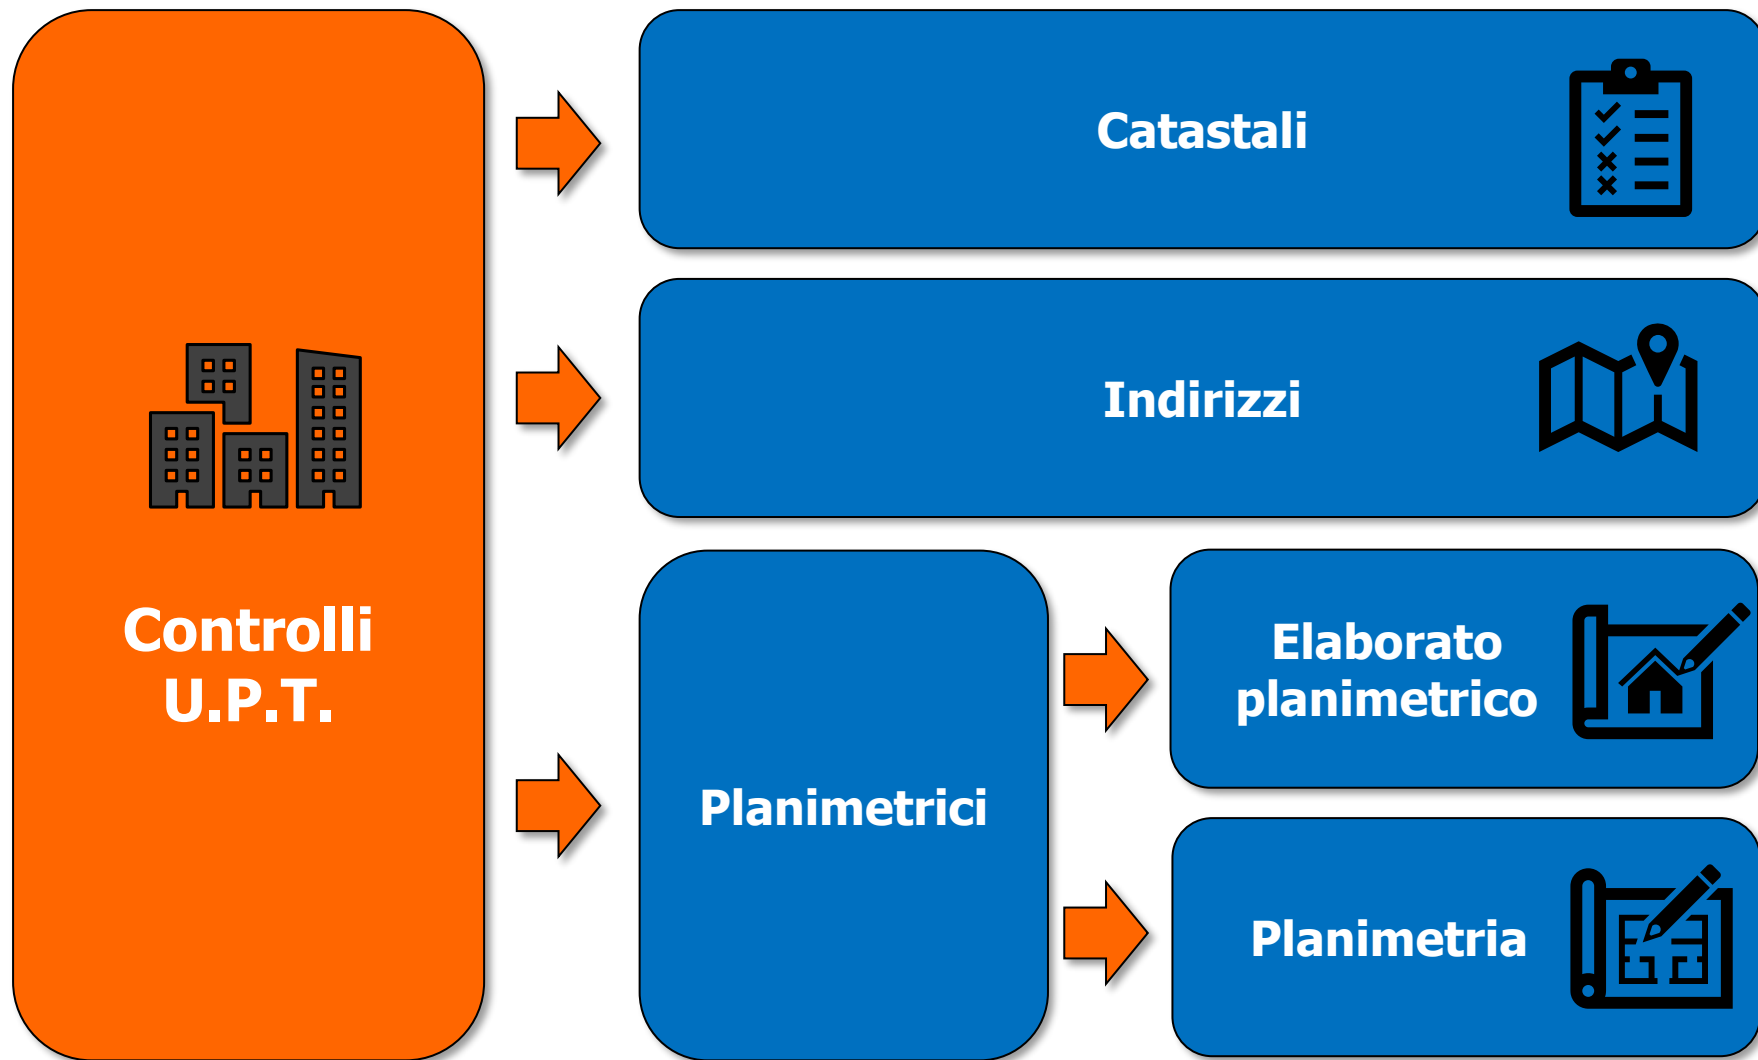 Controlli
U.P.T.
Catastali
Indirizzi
Planimetrici
Elaborato
planimetrico
Planimetria